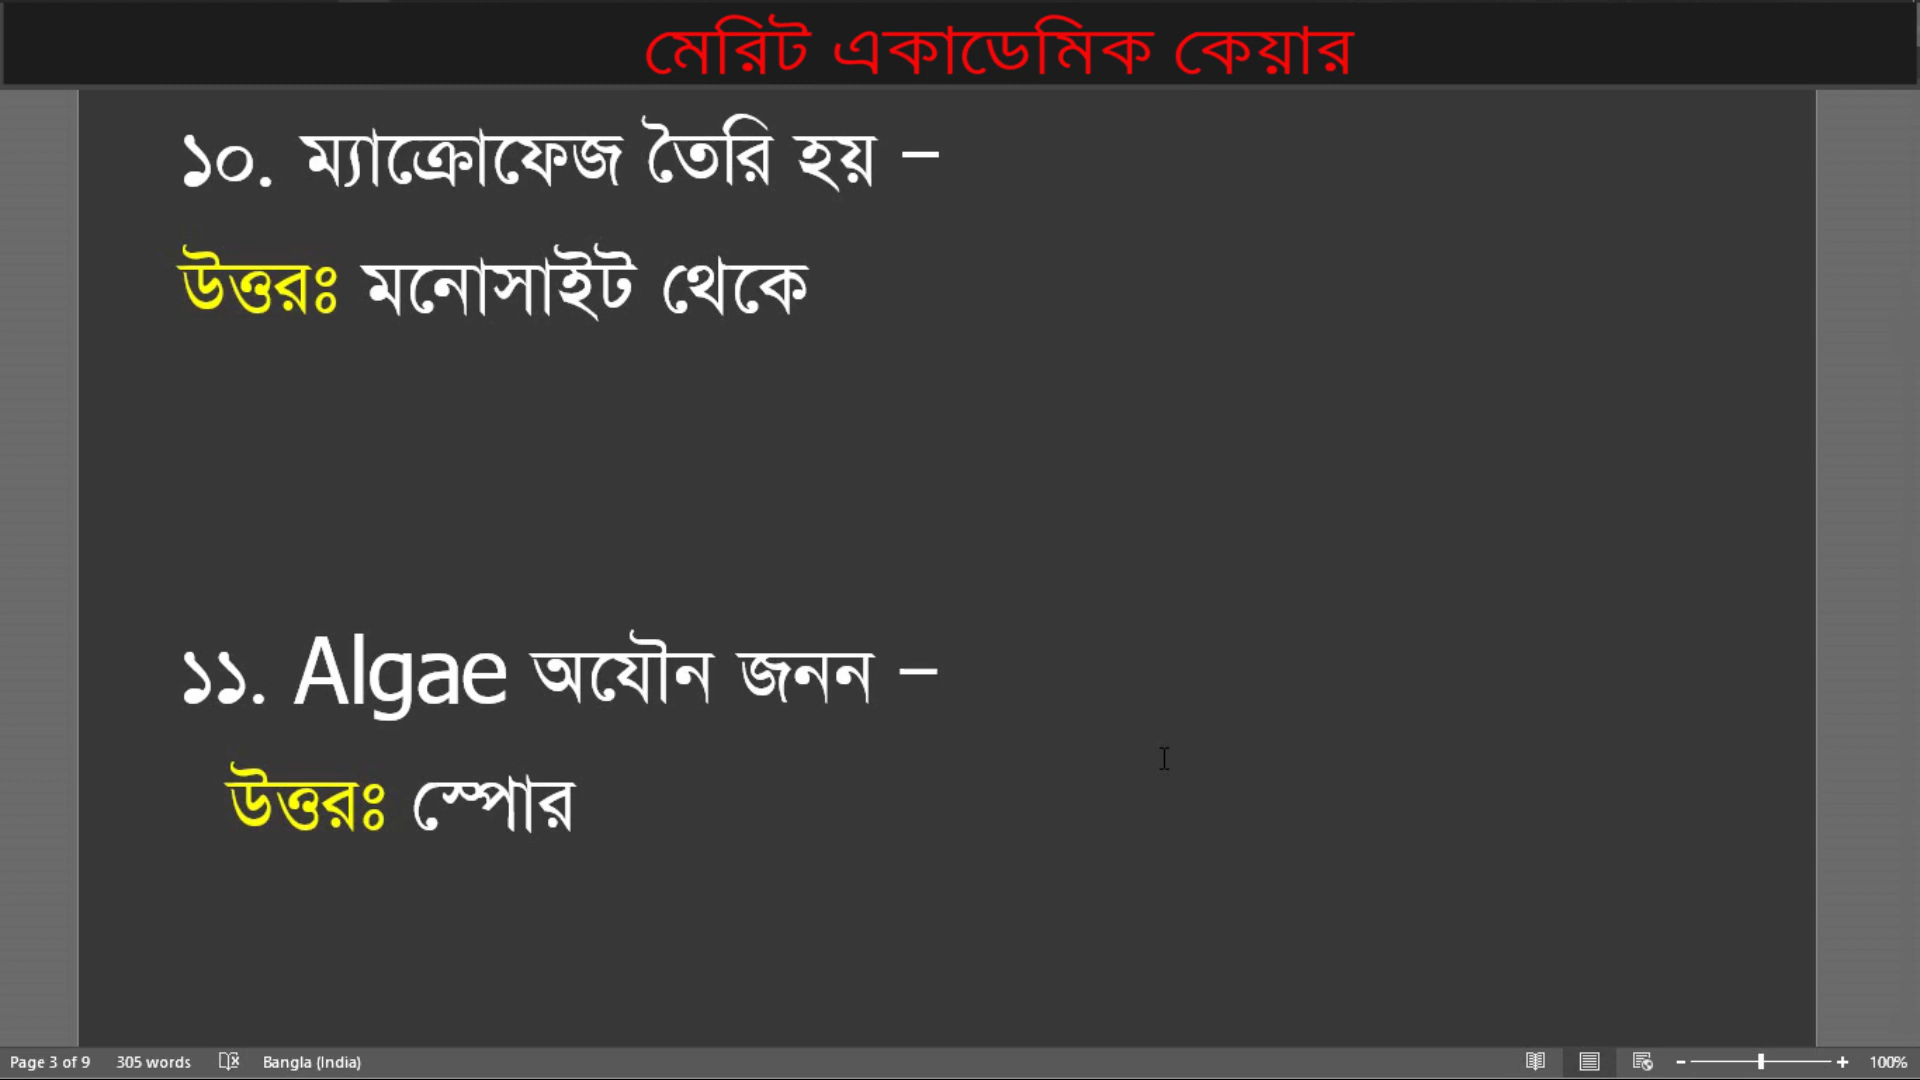 মেরিট একাডেমিক কেয়ার
১০. ম্যাক্রোফেজ তৈরি হয় –
উত্তরঃ মনোসাইট থেকে
১১. Algae অযৌন জনন –
উত্তরঃ স্পোর
Page 3 of 9 305 words Bangla (India) 100%